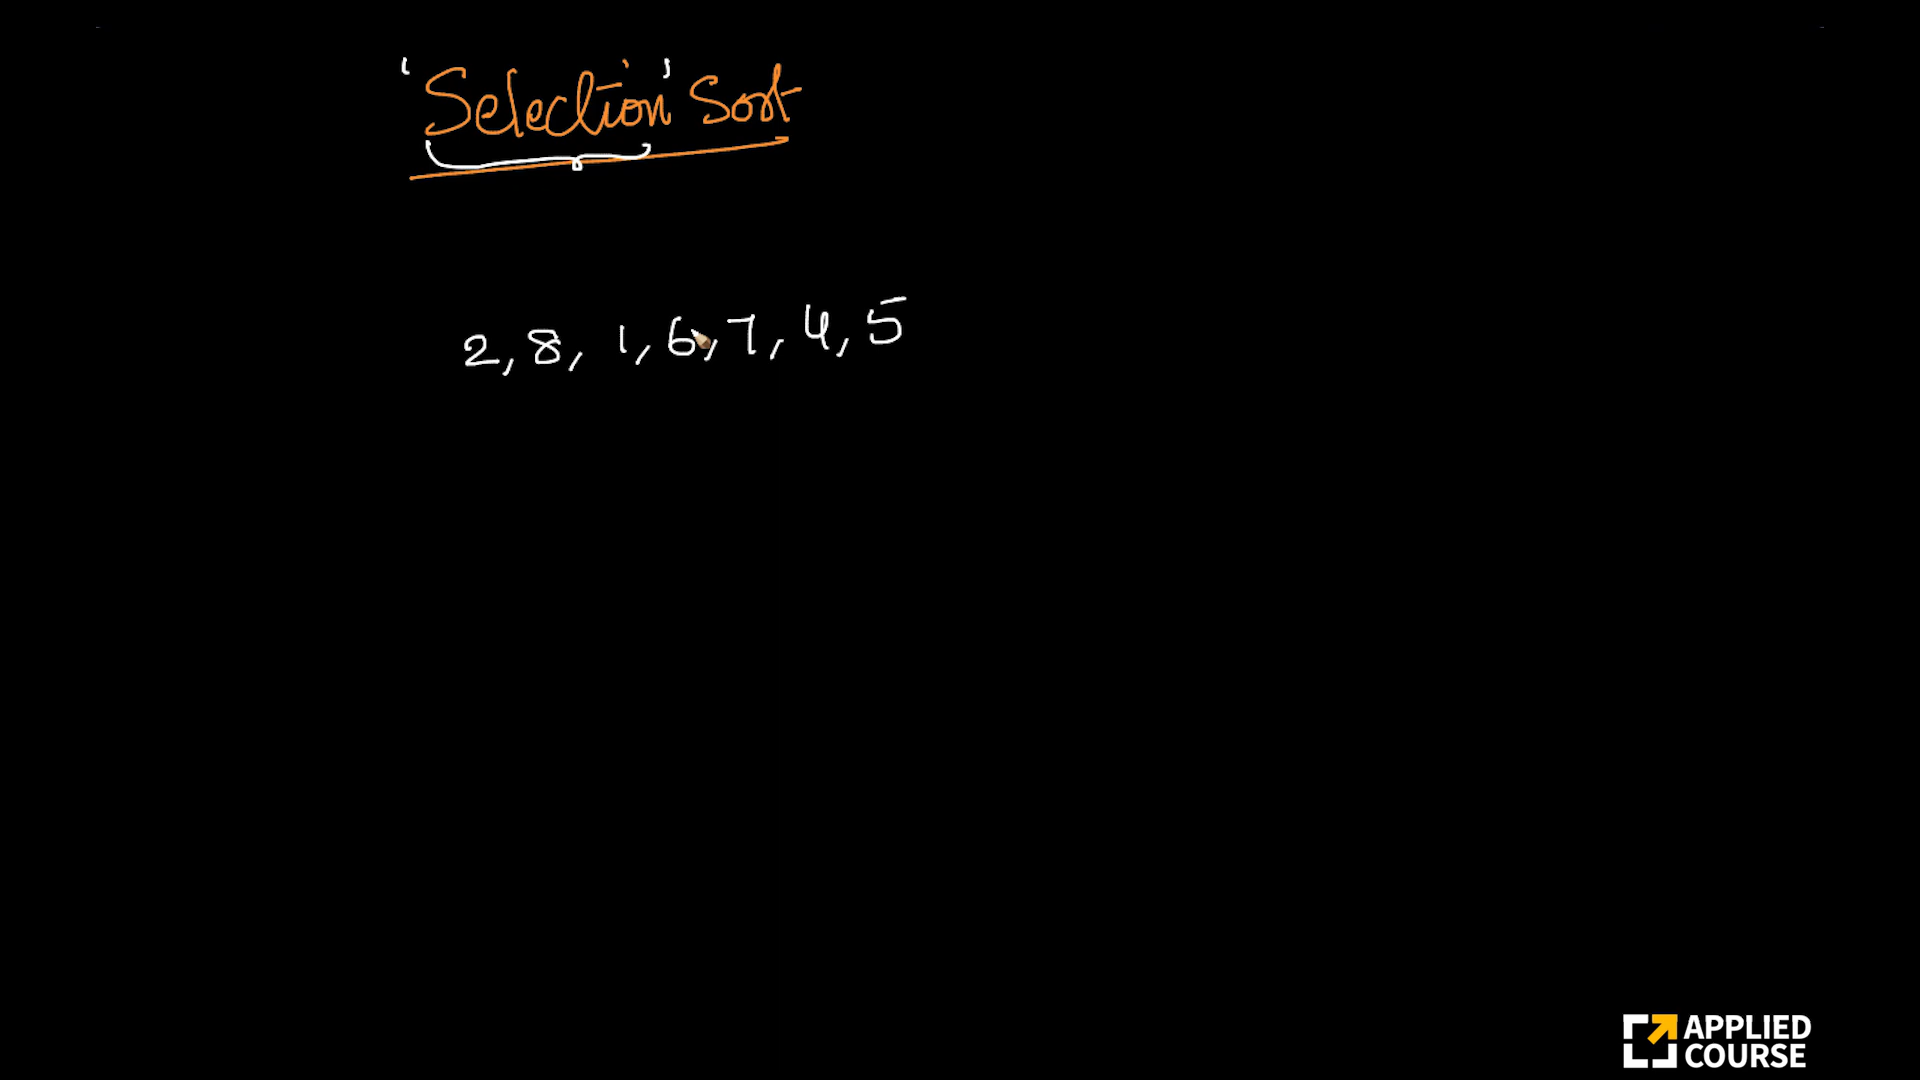 'Selection' Sort
2, 8, 1, 6, 7, 4, 5
APPLIED
COURSE